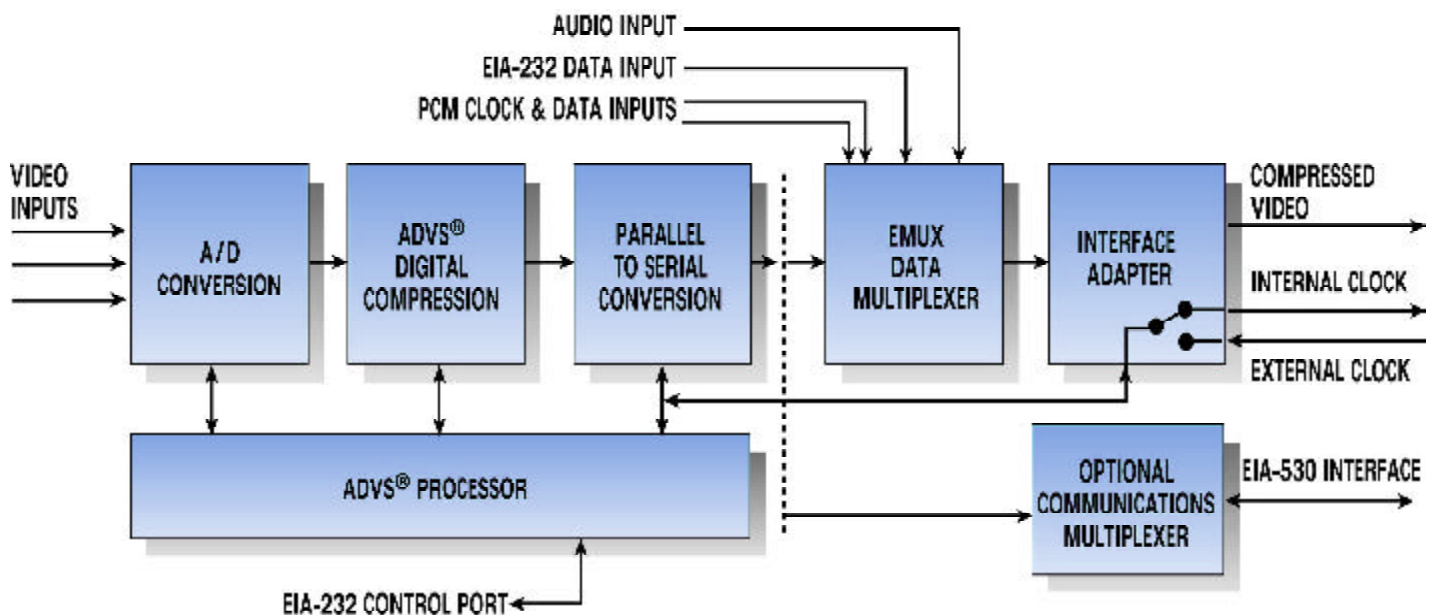 AUDIO INPUT
EIA-232 DATA INPUT
PCM CLOCK & DATA INPUTS
VIDEO
INPUTS
A/D
CONVERSION
ADVS®
DIGITAL
COMPRESSION
PARALLEL
TO SERIAL
CONVERSION
EMUX
DATA
MULTIPLEXER
INTERFACE
ADAPTER
COMPRESSED
VIDEO
INTERNAL CLOCK
EXTERNAL CLOCK
ADVS® PROCESSOR
OPTIONAL
COMMUNICATIONS
MULTIPLEXER
EIA-530 INTERFACE
EIA-232 CONTROL PORT